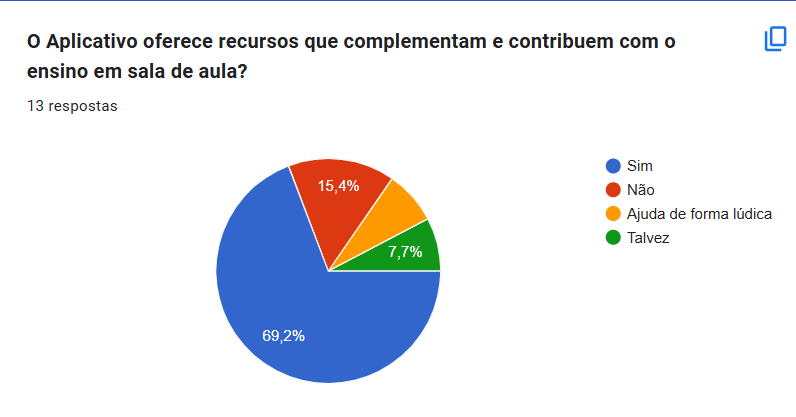 O Aplicativo oferece recursos que complementam e contribuem com o
ensino em sala de aula?
13 respostas
Sim
Não
Ajuda de forma lúdica
Talvez
15,4%
7,7%
69,2%